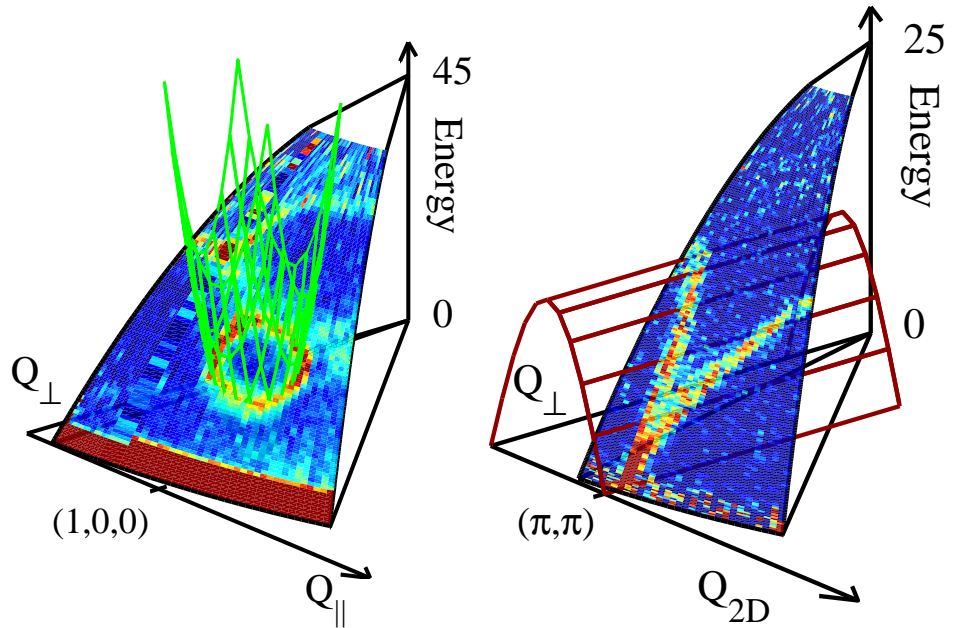 45
Energy
0
Q⊥
(1,0,0)
Q||
25
Energy
0
Q⊥
(π,π)
Q2D